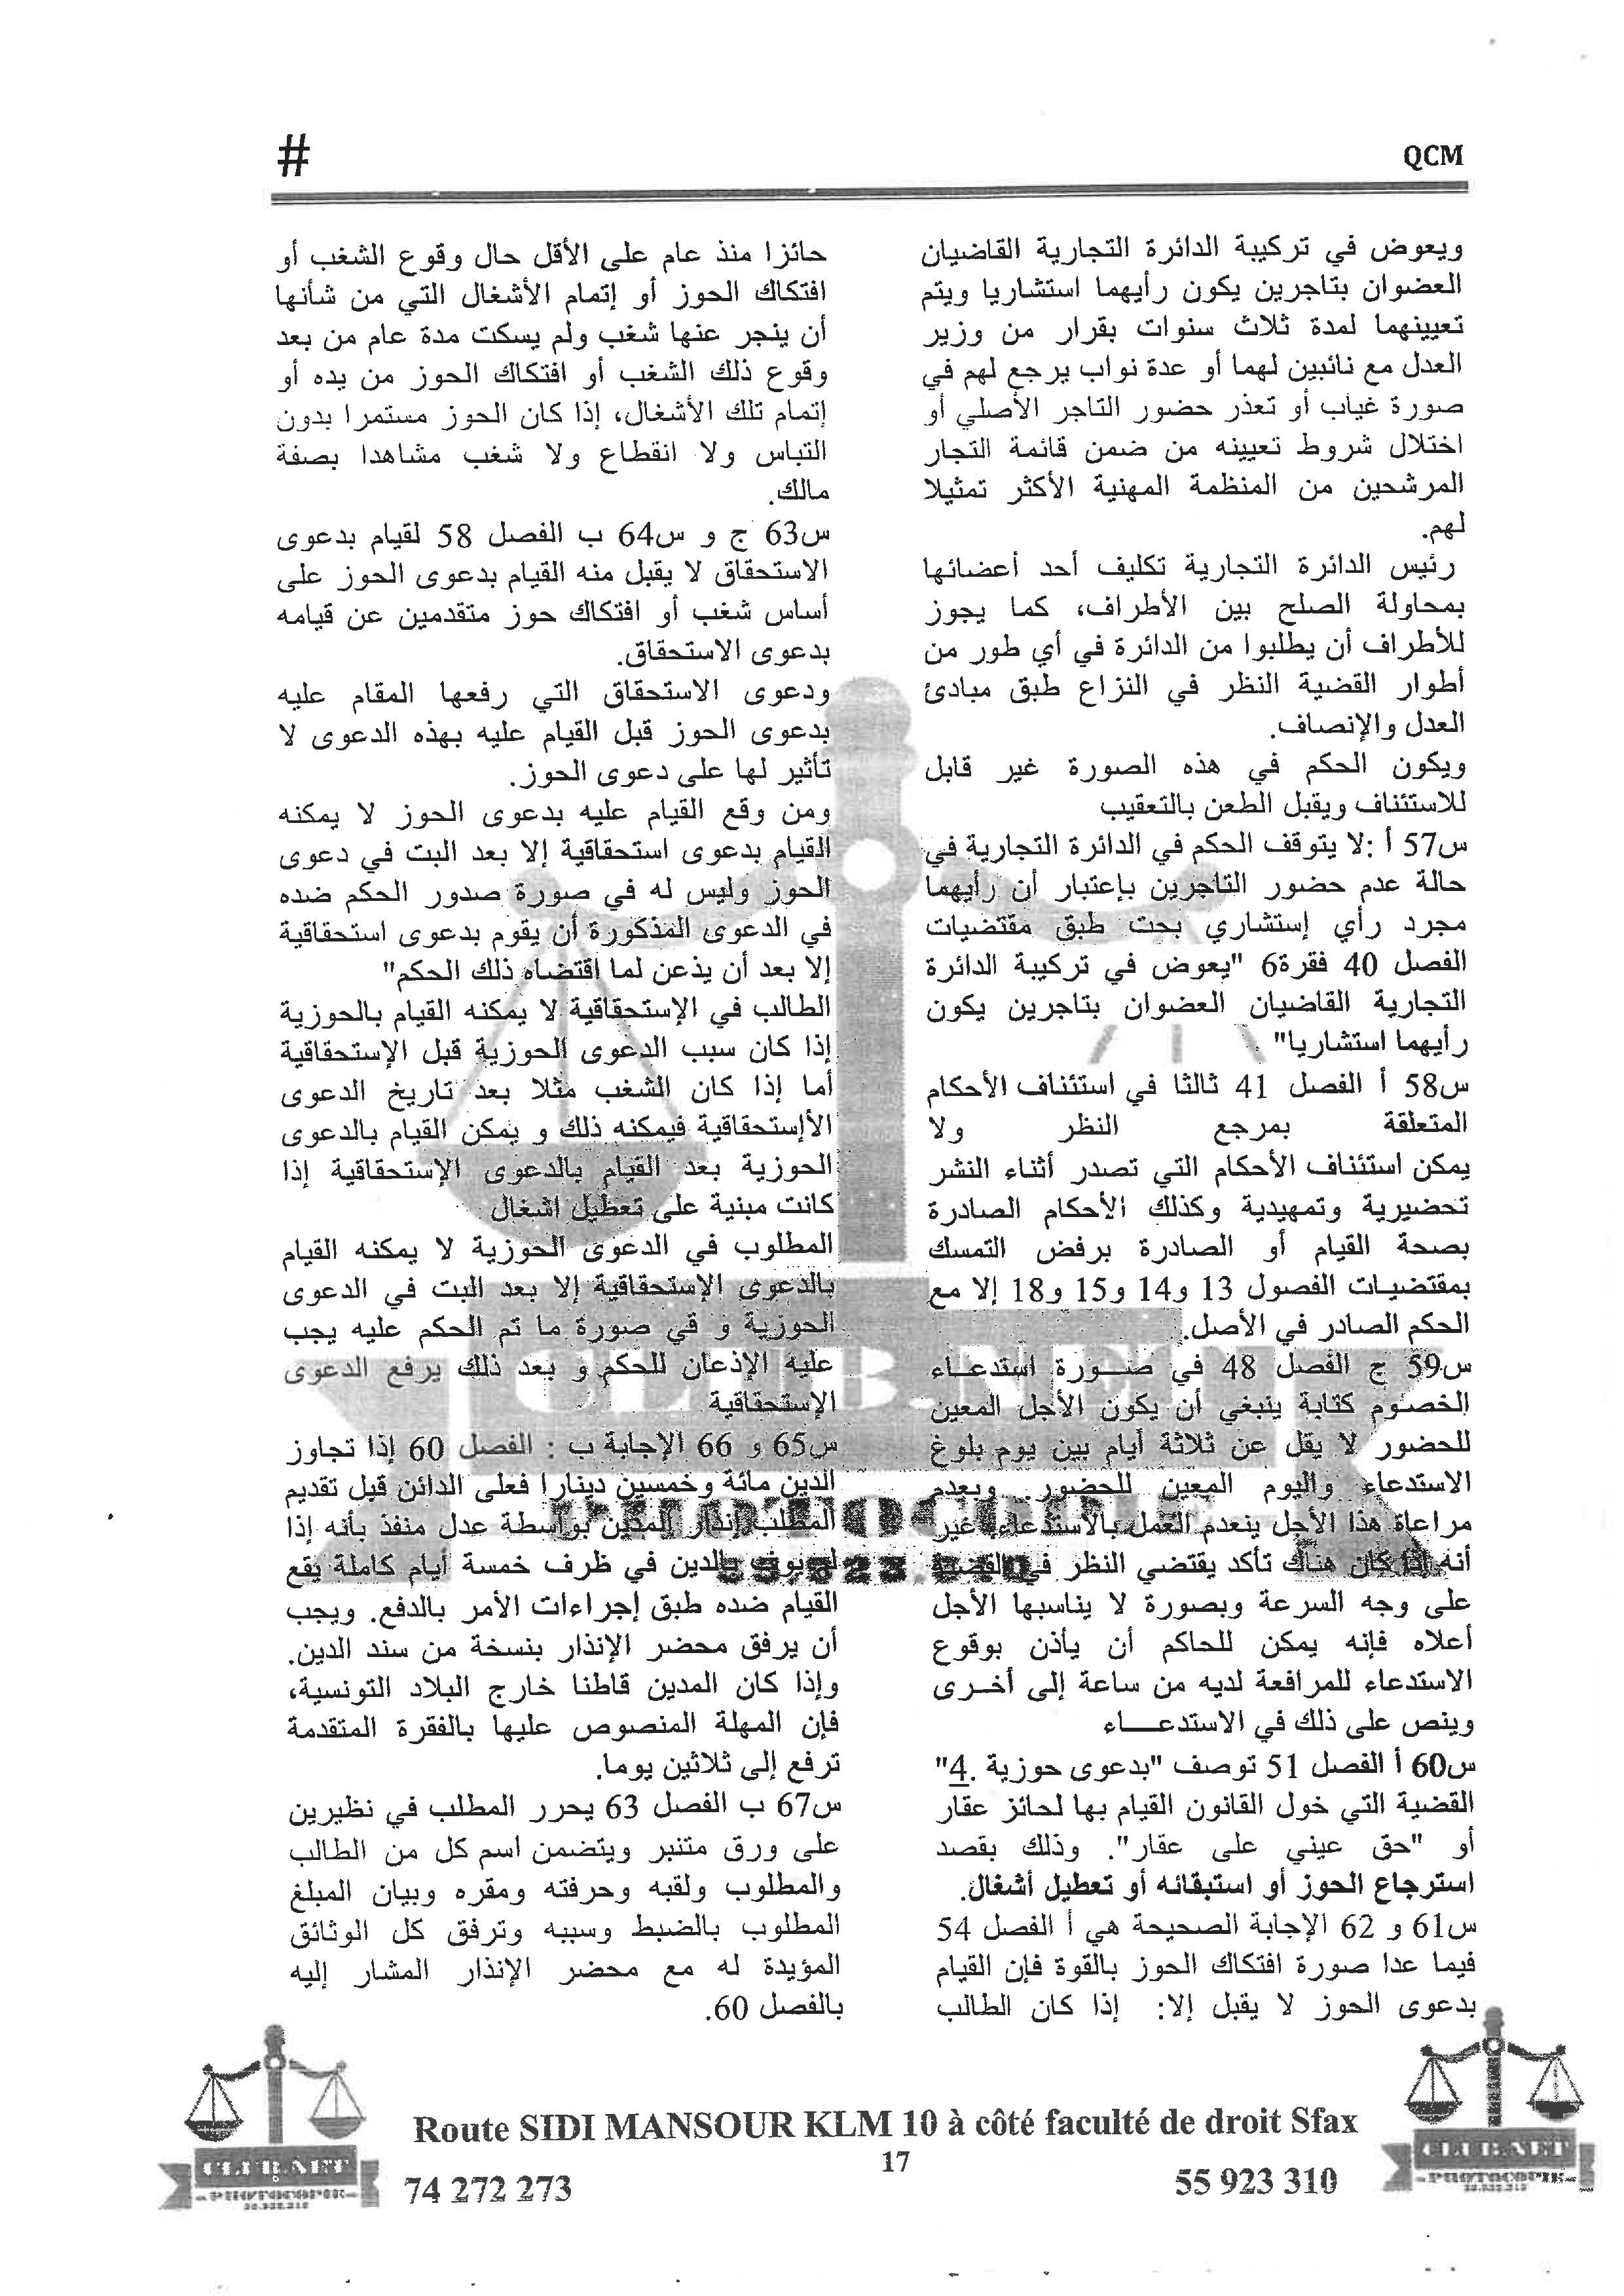 #
QCM
ويعوض في تركيبة الدائرة التجارية القاضيان
العضوان بتاجرين يكون رأيهما استشاريا ويتم
تعيينهما لمدة ثلاث سنوات بقرار من وزير
العدل مع نائبين لهما أو عدة نواب يرجع لهم في
صورة غياب أو تعذر حضور التاجر الأصلي أو
اختلال شروط تعيينه من ضمن قائمة التجار
المرشحين من المنظمة المهنية الأكثر تمثيلا
لهم.
رئيس الدائرة التجارية تكليف أحد أعضائها
بمحاولة الصلح بين الأطراف، كما يجوز
للأطراف أن يطلبوا من الدائرة في أي طور من
أطوار القضية النظر في النزاع طبق مبادئ
العدل والإنصاف.
ويكون الحكم في هذه الصورة غير قابل
للاستئناف ويقبل الطعن بالتعقيب
س57 أ :لا يتوقف الحكم في الدائرة التجارية في
حالة عدم حضور التاجرين بإعتبار أن رأيهما
مجرد رأي إستشاري بحت طبق مقتضيات
الفصل 40 فقرة6 "يعوض في تركيبة الدائرة
التجارية القاضيان العضوان بتاجرين يكون
رأيهما استشاريا"
س58 أ الفصل 41 ثالثا في استئناف الأحكام
المتعلقة بمرجع النظر ولا
يمكن استئناف الأحكام التي تصدر أثناء النشر
تحضيرية وتمهيدية وكذلك الأحكام الصادرة
بصحة القيام أو الصادرة برفض التمسك
بمقتضيات الفصول 13 و14 و15 و18 إلا مع
الحكم الصادر في الأصل.
س59 ج الفصل 48 في صورة استدعاء
الخصوم كتابة ينبغي أن يكون الأجل المعين
للحضور لا يقل عن ثلاثة أيام بين يوم بلوغ
الاستدعاء واليوم المعين للحضور. وبعدم
مراعاة هذا الأجل ينعدم العمل بالاستدعاء، غير
أنه إذا كان هناك تأكد يقتضي النظر في القضية
على وجه السرعة وبصورة لا يناسبها الأجل
أعلاه فإنه يمكن للحاكم أن يأذن بوقوع
الاستدعاء للمرافعة لديه من ساعة إلى أخرى
وينص على ذلك في الاستدعاء
س60 أ الفصل 51 توصف "بدعوى حوزية .4"
القضية التي خول القانون القيام بها لحائز عقار
أو "حق عيني على عقار". وذلك بقصد
استرجاع الحوز أو استبقائه أو تعطيل أشغال.
س61 و 62 الإجابة الصحيحة هي أ الفصل 54
فيما عدا صورة افتكاك الحوز بالقوة فإن القيام
بدعوى الحوز لا يقبل إلا: إذا كان الطالب
حائزا منذ عام على الأقل حال وقوع الشغب أو
افتكاك الحوز أو إتمام الأشغال التي من شأنها
أن ينجر عنها شغب ولم يسكت مدة عام من بعد
وقوع ذلك الشغب أو افتكاك الحوز من يده أو
إتمام تلك الأشغال، إذا كان الحوز مستمرا بدون
التباس ولا انقطاع ولا شغب مشاهدا بصفة
مالك.
س63 ج و س64 ب الفصل 58 لقيام بدعوى
الاستحقاق لا يقبل منه القيام بدعوى الحوز على
أساس شغب أو افتكاك حوز متقدمين عن قيامه
بدعوى الاستحقاق.
ودعوى الاستحقاق التي رفعها المقام عليه
بدعوى الحوز قبل القيام عليه بهذه الدعوى لا
تأثير لها على دعوى الحوز.
ومن وقع القيام عليه بدعوى الحوز لا يمكنه
القيام بدعوى استحقاقية إلا بعد البت في دعوى
الحوز وليس له في صورة صدور الحكم ضده
في الدعوى المذكورة أن يقوم بدعوى استحقاقية
إلا بعد أن يذعن لما اقتضاه ذلك الحكم"
الطالب في الإستحقاقية لا يمكنه القيام بالحوزية
إذا كان سبب الدعوى الحوزية قبل الإستحقاقية
أما إذا كان الشغب مثلا بعد تاريخ الدعوى
الأإستحقاقية فيمكنه ذلك و يمكن القيام بالدعوى
الحوزية بعد القيام بالدعوى الإستحقاقية إذا
كانت مبنية على تعطيل اشغال
المطلوب في الدعوى الحوزية لا يمكنه القيام
بالدعوى الإستحقاقية إلا بعد البت في الدعوى
الحوزية و في صورة ما تم الحكم عليه يجب
عليه الإذعان للحكم و بعد ذلك يرفع الدعوى
الإستحقاقية
س65 و 66 الإجابة ب : الفصل 60 إذا تجاوز
الدين مائة وخمسين دينارا فعلى الدائن قبل تقديم
المطلب إنذار المدين بواسطة عدل منفذ بأنه إذا
لم يوف بالدين في ظرف خمسة أيام كاملة يقع
القيام ضده طبق إجراءات الأمر بالدفع. ويجب
أن يرفق محضر الإنذار بنسخة من سند الدين.
وإذا كان المدين قاطنا خارج البلاد التونسية،
فإن المهلة المنصوص عليها بالفقرة المتقدمة
ترفع إلى ثلاثين يوما.
س67 ب الفصل 63 يحرر المطلب في نظيرين
على ورق متنبر ويتضمن اسم كل من الطالب
والمطلوب ولقبه وحرفته ومقره وبيان المبلغ
المطلوب بالضبط وسببه وترفق كل الوثائق
المؤيدة له مع محضر الإنذار المشار إليه
بالفصل 60.
Route SIDI MANSOUR KLM 10 à côté faculté de droit Sfax
17
74 272 273
55 923 310
CLUB.NET
PHOTOCOPIE
CLUB.NET
PHOTOCOPIE